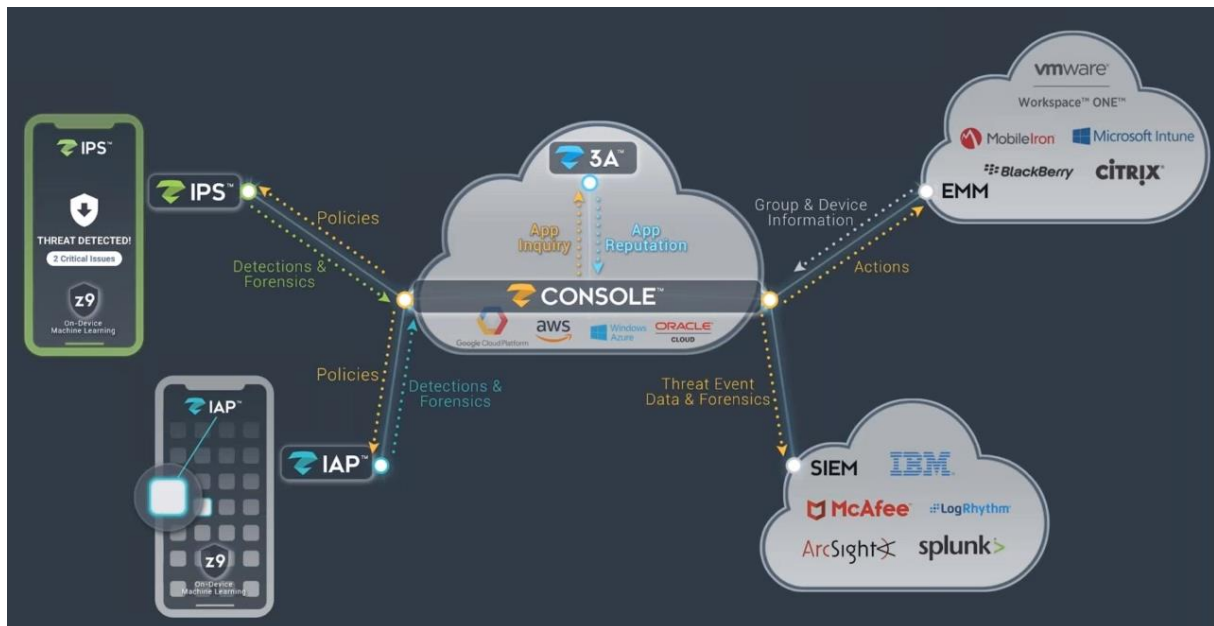 IPS™
THREAT DETECTED!
2 Critical Issues
z9
On-Device
Machine Learning
IPS™
Policies
Detections &
Forensics
IAP™
z9
On-Device
Machine Learning
IAP™
Policies
Detections &
Forensics
3A™
App
Inquiry
App
Reputation
CONSOLE™
Google Cloud Platform
aws
Windows
Azure
ORACLE
CLOUD
Group & Device
Information
Actions
Threat Event
Data & Forensics
vmware
Workspace™ ONE™
MobileIron
Microsoft Intune
BlackBerry
CITRIX
EMM
SIEM
IBM
McAfee
LogRhythm
ArcSight
splunk>